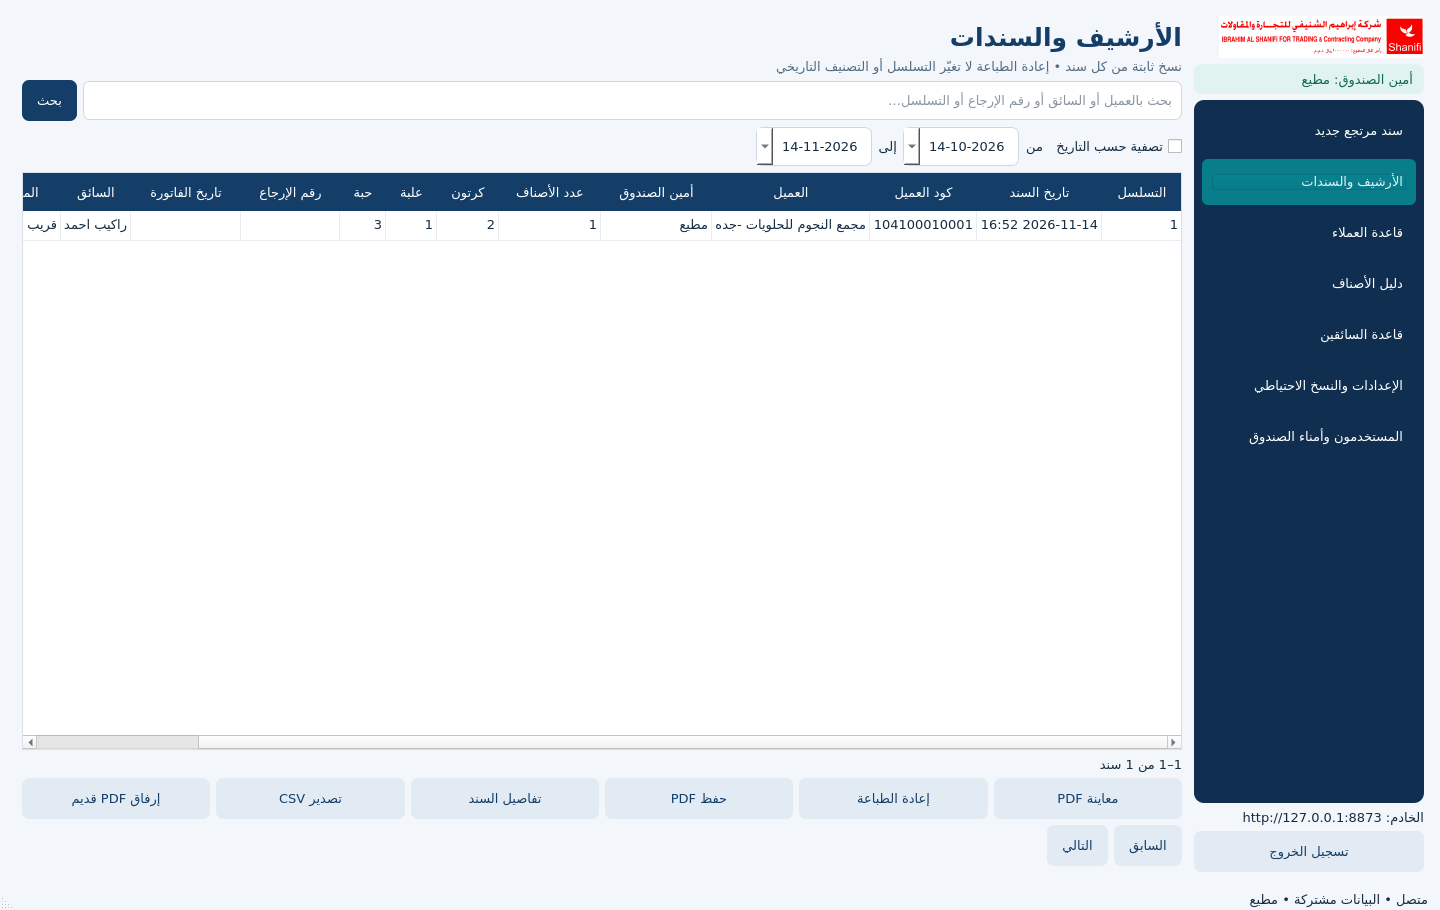 شركة إبراهيم الشنيفي للتجارة والمقاولات
IBRAHIM AL SHANIFI FOR TRADING & Contracting Company
Shanifi
أمين الصندوق: مطيع
سند مرتجع جديد
الأرشيف والسندات
قاعدة العملاء
دليل الأصناف
قاعدة السائقين
الإعدادات والنسخ الاحتياطي
المستخدمون وأمناء الصندوق
الخادم: http://127.0.0.1:8873
تسجيل الخروج
الأرشيف والسندات
نسخ ثابتة من كل سند • إعادة الطباعة لا تغيّر التسلسل أو التصنيف التاريخي
بحث بالعميل أو السائق أو رقم الإرجاع أو التسلسل... بحث
تصفية حسب التاريخ من 14-10-2026 إلى 14-11-2026
التسلسل تاريخ السند كود العميل العميل أمين الصندوق عدد الأصناف كرتون علبة حبة رقم الإرجاع تاريخ الفاتورة السائق الم
1 2026-11-14 16:52 104100010001 مجمع النجوم للحلويات -جده مطيع 1 2 1 3 راكيب احمد قريب
1–1 من 1 سند
معاينة PDF إعادة الطباعة حفظ PDF تفاصيل السند تصدير CSV إرفاق PDF قديم
السابق التالي
متصل • البيانات مشتركة • مطيع